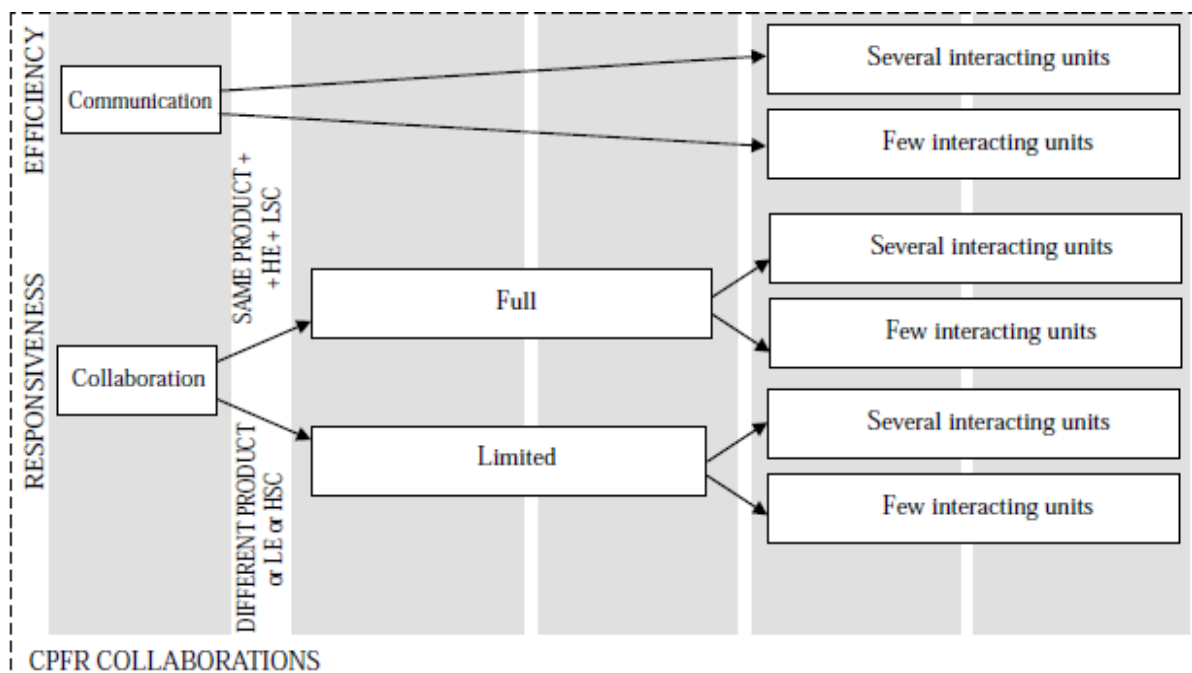 EFFICIENCY
Communication
Several interacting units
Few interacting units
SAME PRODUCT +
+ HE + LSC
RESPONSIVENESS
Collaboration
Full
Several interacting units
Few interacting units
DIFFERENT PRODUCT
or LE or HSC
Limited
Several interacting units
Few interacting units
CPFR COLLABORATIONS